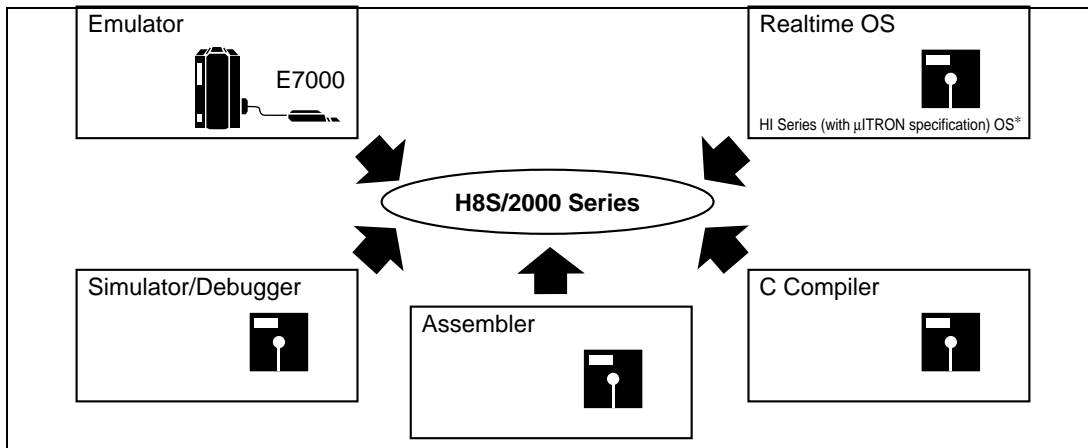 Emulator
E7000
Realtime OS
HI Series (with μITRON specification) OS*
H8S/2000 Series
Simulator/Debugger
Assembler
C Compiler